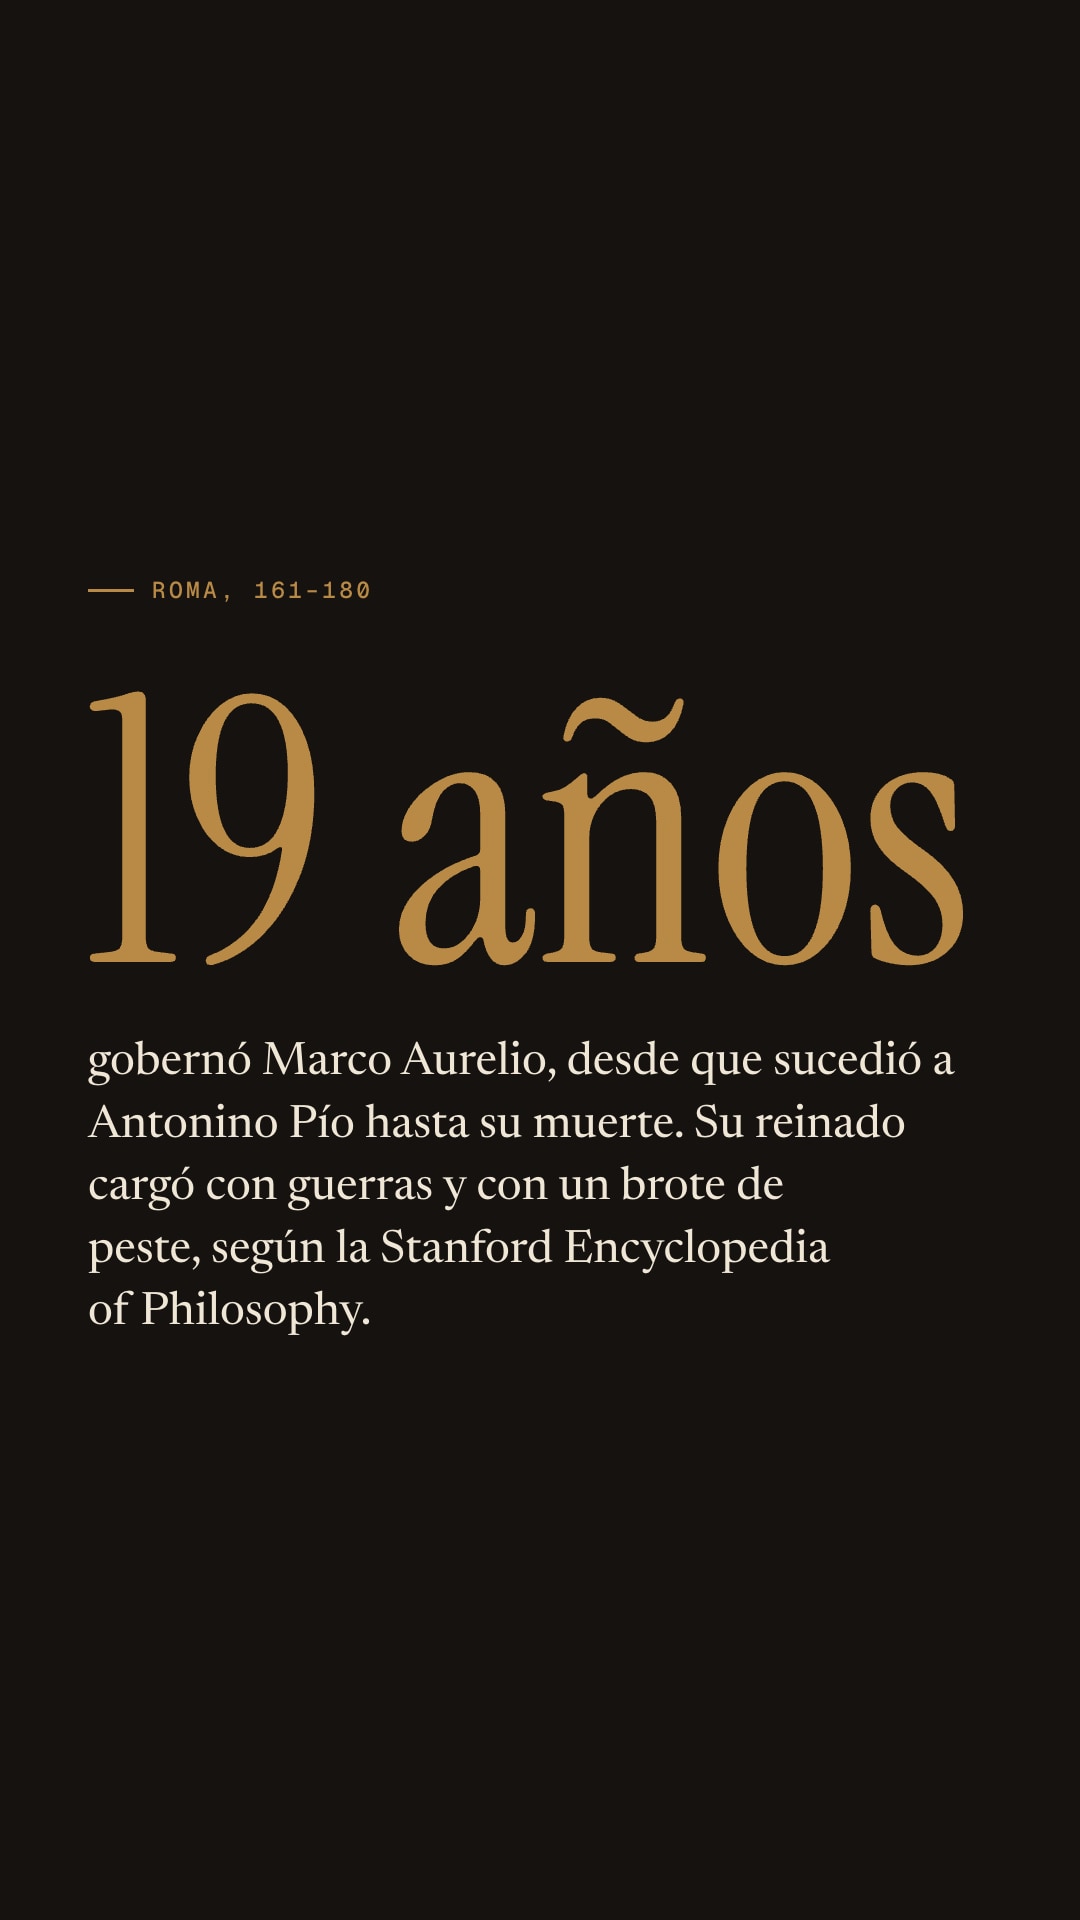 ROMA, 161–180
19 años
gobernó Marco Aurelio, desde que sucedió a
Antonino Pío hasta su muerte. Su reinado
cargó con guerras y con un brote de
peste, según la Stanford Encyclopedia
of Philosophy.